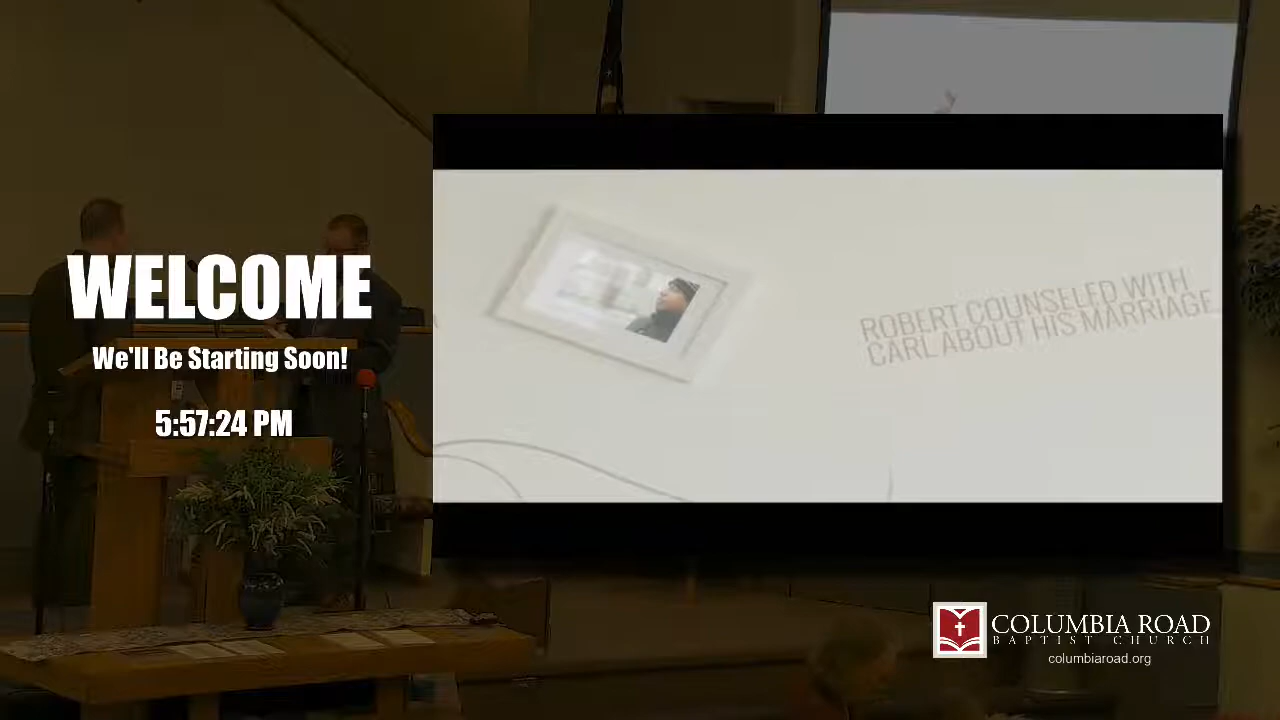 WELCOME
We'll Be Starting Soon!
5:57:24 PM
ROBERT COUNSELED WITH
CARL ABOUT HIS MARRIAGE
COLUMBIA ROAD
BAPTIST CHURCH
columbiaroad.org